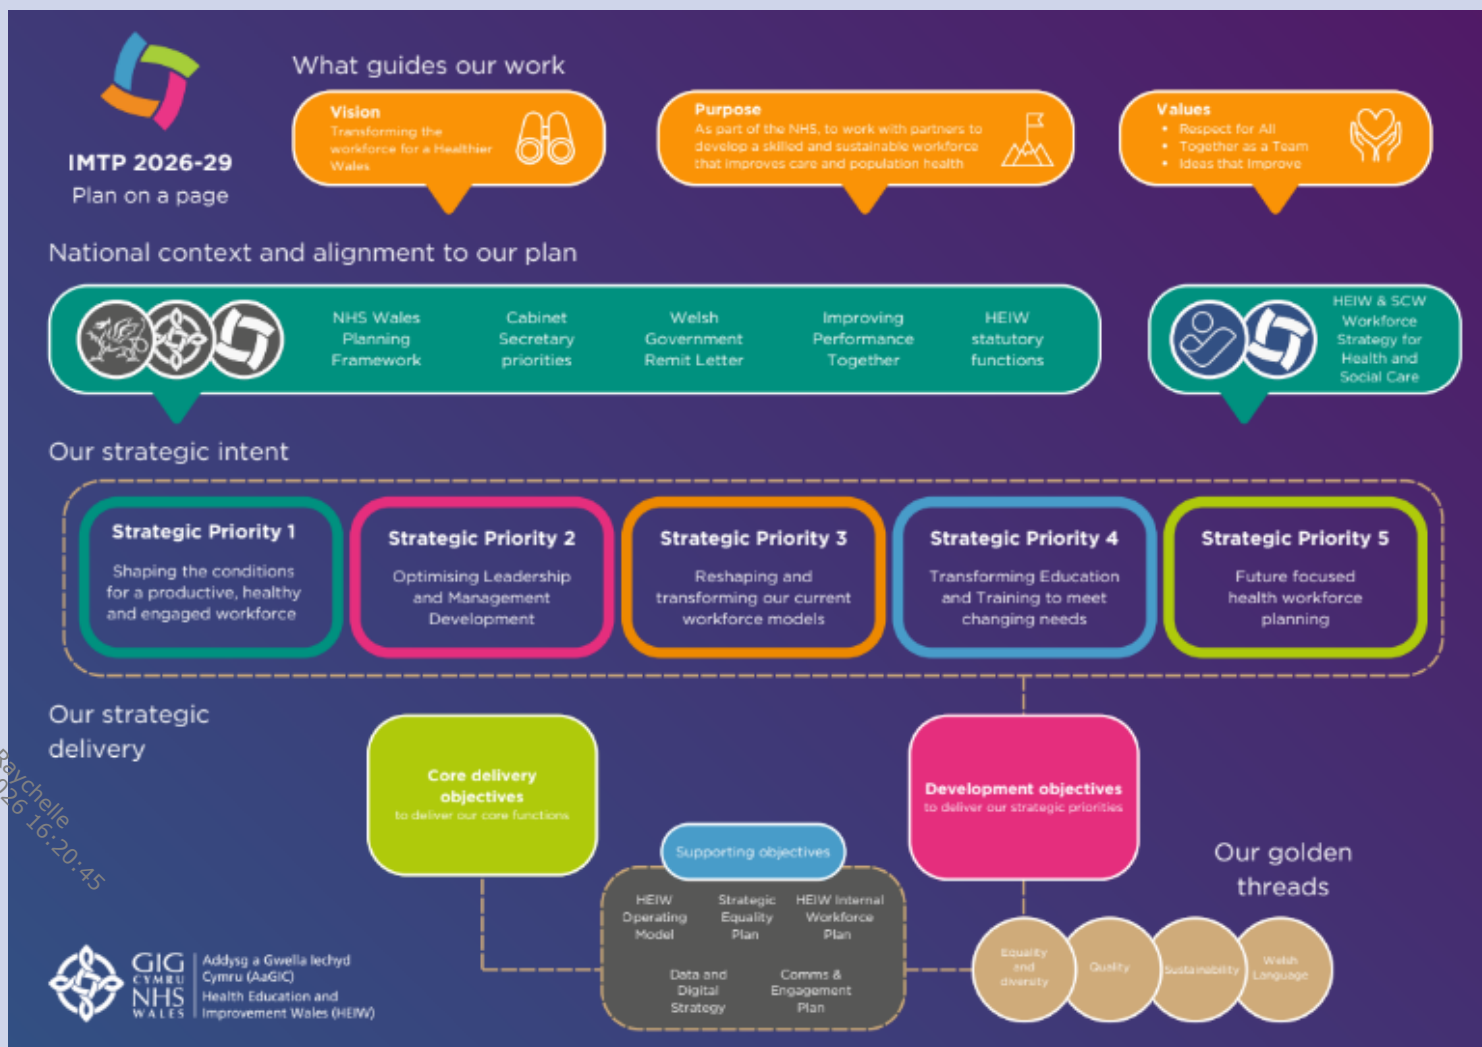 What guides our work
IMTP 2026-29
Plan on a page
Vision
Transforming the
workforce for a Healthier
Wales
Purpose
As part of the NHS, to work with partners to
develop a skilled and sustainable workforce
that improves care and population health
Values
• Respect for All
• Together as a Team
• Ideas that Improve
National context and alignment to our plan
NHS Wales
Planning
Framework
Cabinet
Secretary
priorities
Welsh
Government
Remit Letter
Improving
Performance
Together
HEIW
statutory
functions
HEIW & SCW
Workforce
Strategy for
Health and
Social Care
Our strategic intent
Strategic Priority 1
Shaping the conditions
for a productive, healthy
and engaged workforce
Strategic Priority 2
Optimising Leadership
and Management
Development
Strategic Priority 3
Reshaping and
transforming our current
workforce models
Strategic Priority 4
Transforming Education
and Training to meet
changing needs
Strategic Priority 5
Future focused
health workforce
planning
Our strategic
delivery
Core delivery
objectives
to deliver our core functions
Development objectives
to deliver our strategic priorities
Supporting objectives
HEIW
Operating
Model
Strategic
Equality
Plan
HEIW Internal
Workforce
Plan
Data and
Digital
Strategy
Comms &
Engagement
Plan
Our golden
threads
Equality
and
diversity
Quality
Sustainability
Welsh
Language
GIG
CYMRU
NHS
WALES
Addysg a Gwella Iechyd
Cymru (AaGIC)
Health Education and
Improvement Wales (HEIW)
Raychelle
16:20:45